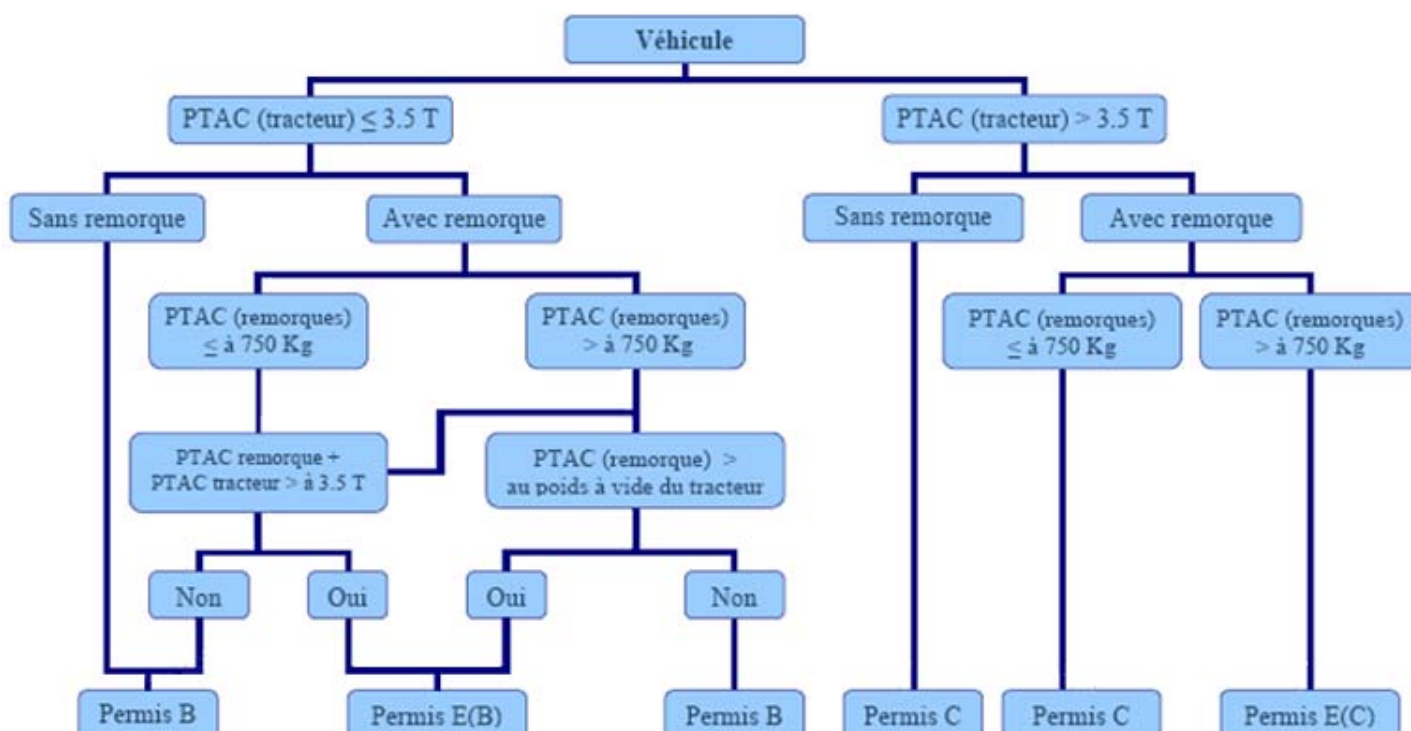 Véhicule
PTAC (tracteur) ≤ 3.5 T
PTAC (tracteur) > 3.5 T
Sans remorque
Avec remorque
Sans remorque
Avec remorque
PTAC (remorques)
≤ à 750 Kg
PTAC (remorques)
> à 750 Kg
PTAC (remorques)
≤ à 750 Kg
PTAC (remorques)
> à 750 Kg
PTAC remorque +
PTAC tracteur > à 3.5 T
PTAC (remorque) >
au poids à vide du tracteur
Non
Oui
Oui
Non
Permis B
Permis E(B)
Permis B
Permis C
Permis C
Permis E(C)